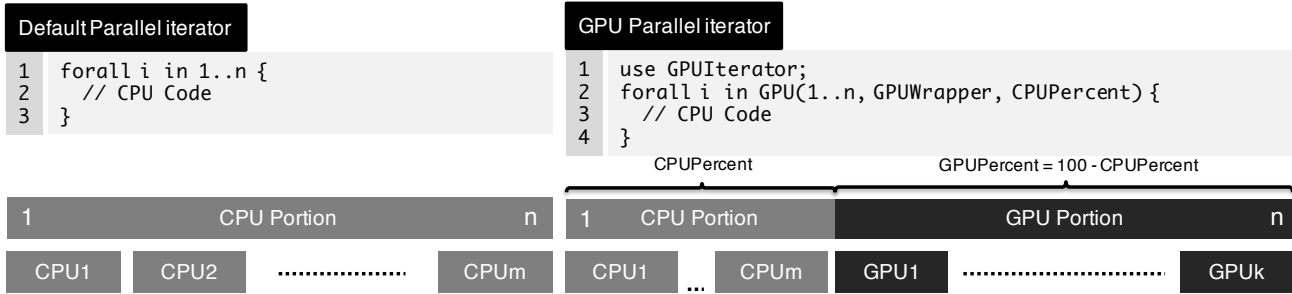 Default Parallel iterator
1 forall i in 1..n {
2 // CPU Code
3 }
1 CPU Portion n
CPU1 CPU2 CPUm
GPU Parallel iterator
1 use GPUIterator;
2 forall i in GPU(1..n, GPUWrapper, CPUPercent) {
3 // CPU Code
4 }
CPUPercent GPUPercent = 100 - CPUPercent
1 CPU Portion GPU Portion n
CPU1 ... CPUm GPU1 GPUk